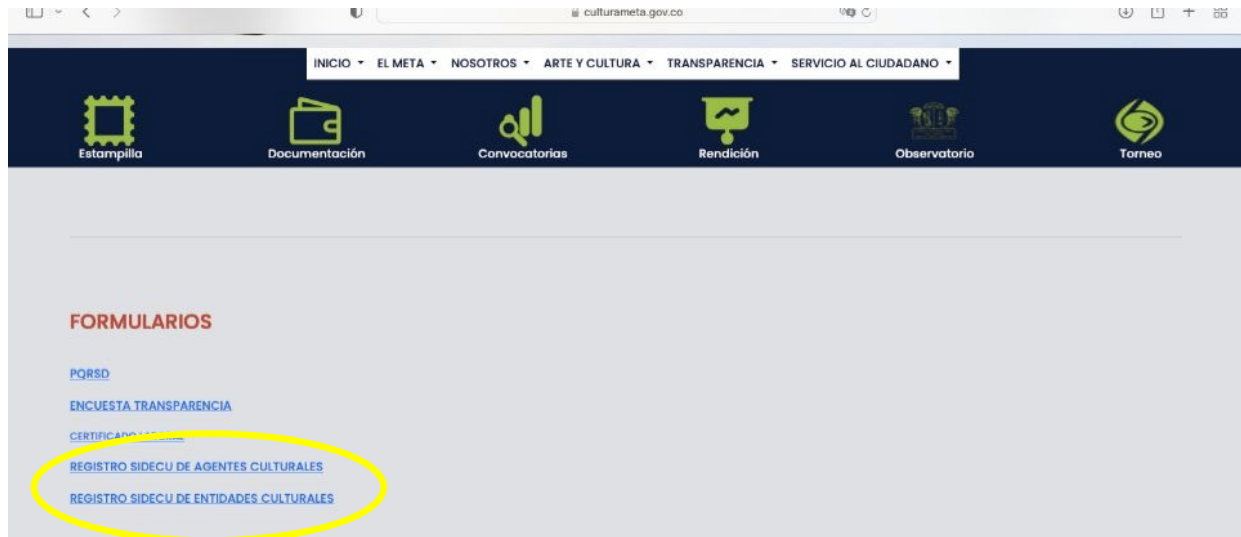 culturameta.gov.co
INICIO EL META NOSOTROS ARTE Y CULTURA TRANSPARENCIA SERVICIO AL CIUDADANO
Estampilla Documentación Convocatorias Rendición Observatorio Torneo
FORMULARIOS
PQRSD
ENCUESTA TRANSPARENCIA
CERTIFICADO
REGISTRO SIDECU DE AGENTES CULTURALES
REGISTRO SIDECU DE ENTIDADES CULTURALES